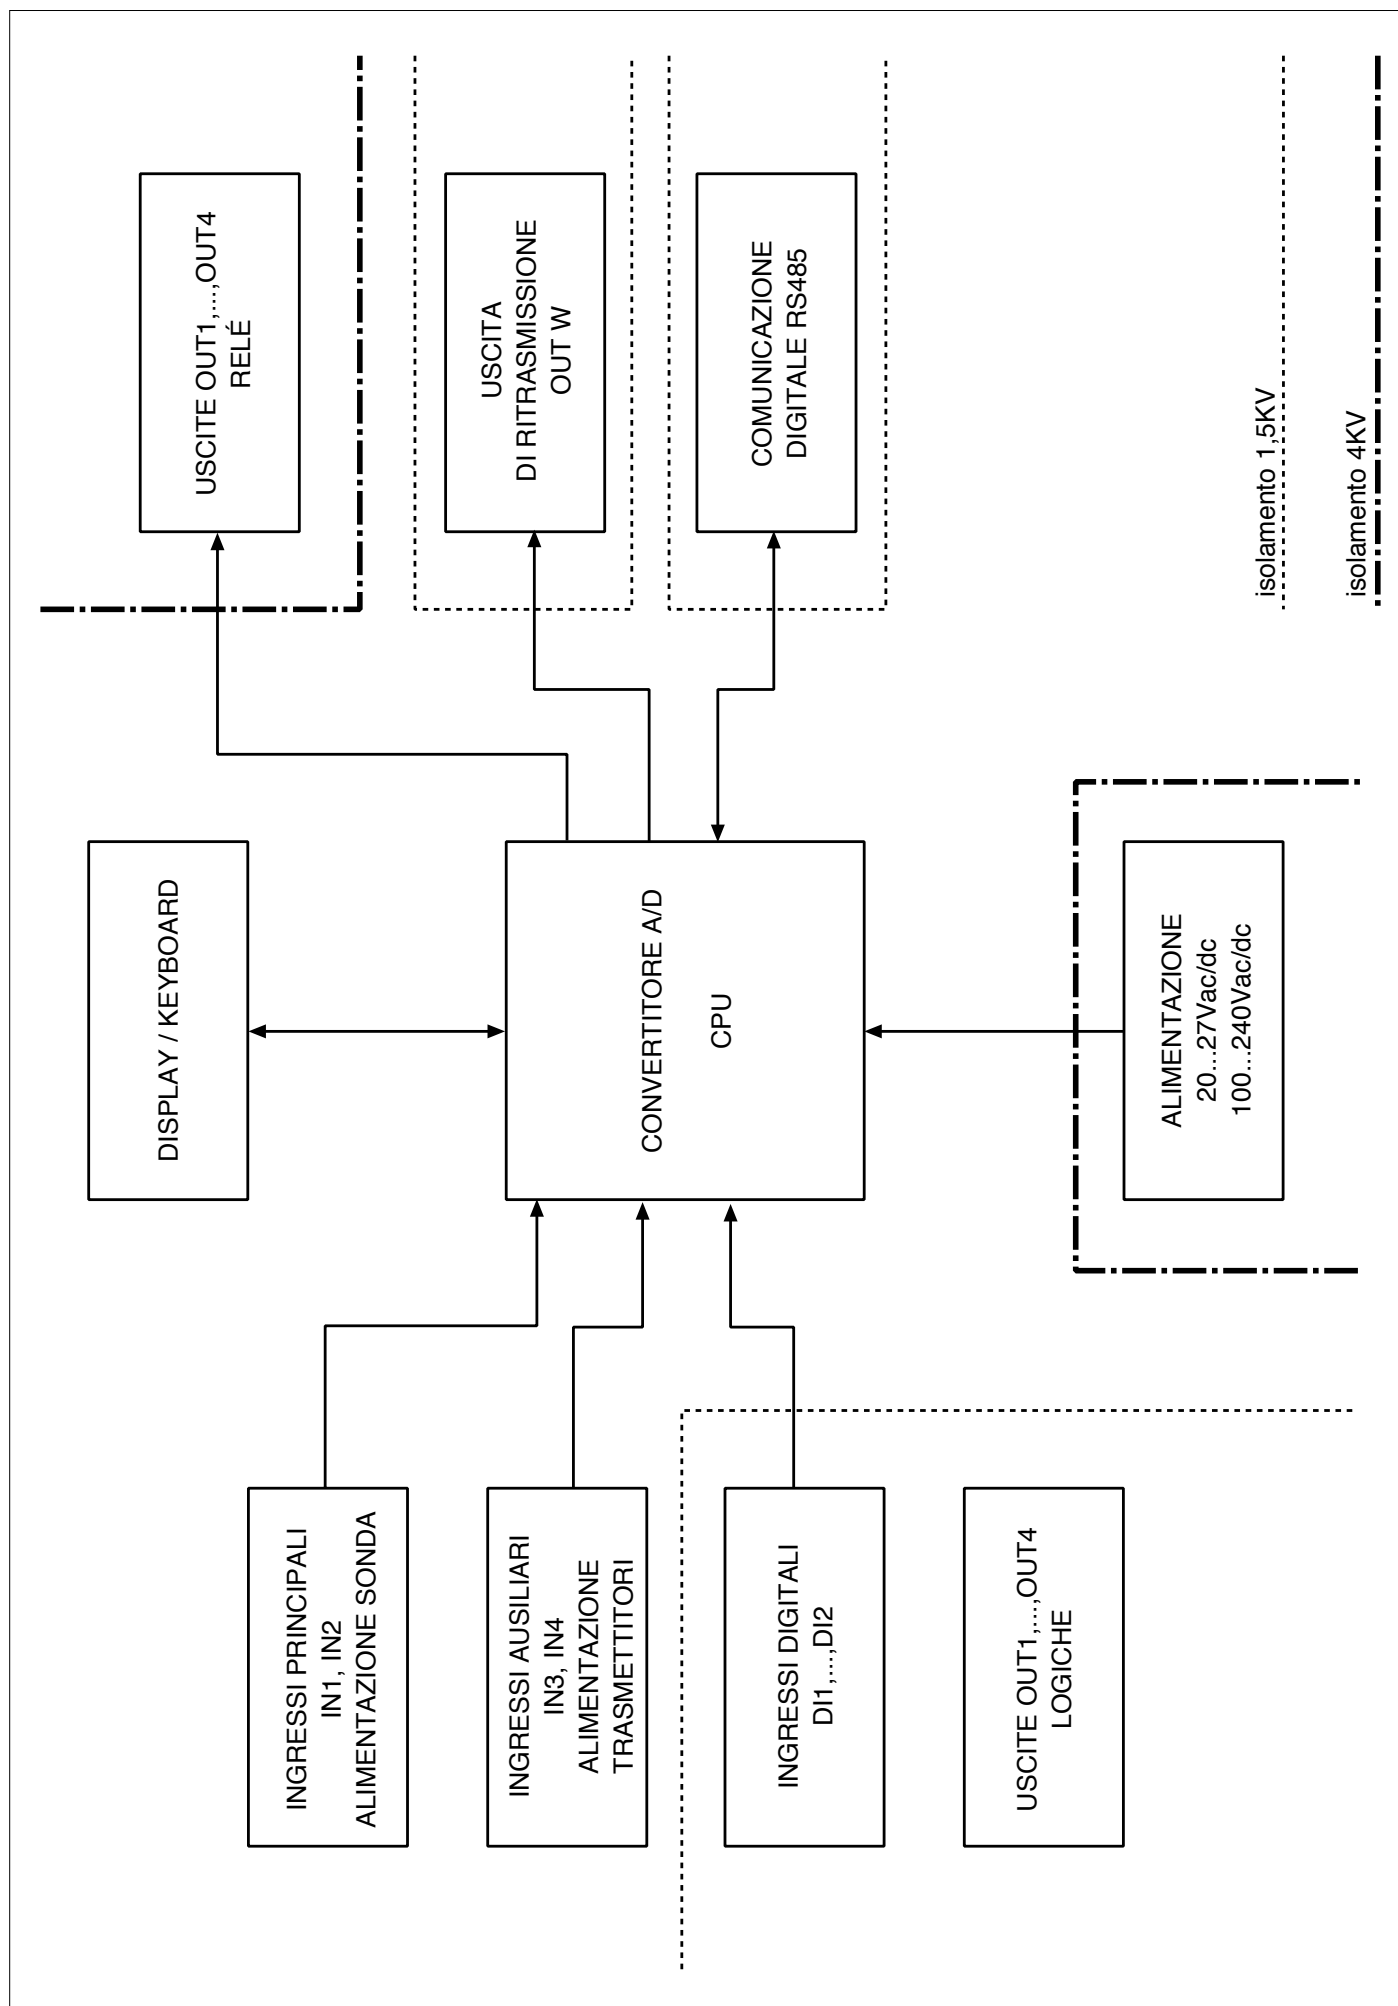 INGRESSI PRINCIPALI
IN1, IN2
ALIMENTAZIONE SONDA
INGRESSI AUSILIARI
IN3, IN4
ALIMENTAZIONE
TRASMETTITORI
INGRESSI DIGITALI
DI1,...,DI2
USCITE OUT1,...,OUT4
LOGICHE
DISPLAY / KEYBOARD
CONVERTITORE A/D
CPU
ALIMENTAZIONE
20...27Vac/dc
100...240Vac/dc
USCITE OUT1,...,OUT4
RELÉ
USCITA
DI RITRASMISSIONE
OUT W
COMUNICAZIONE
DIGITALE RS485
isolamento 1,5KV
isolamento 4KV